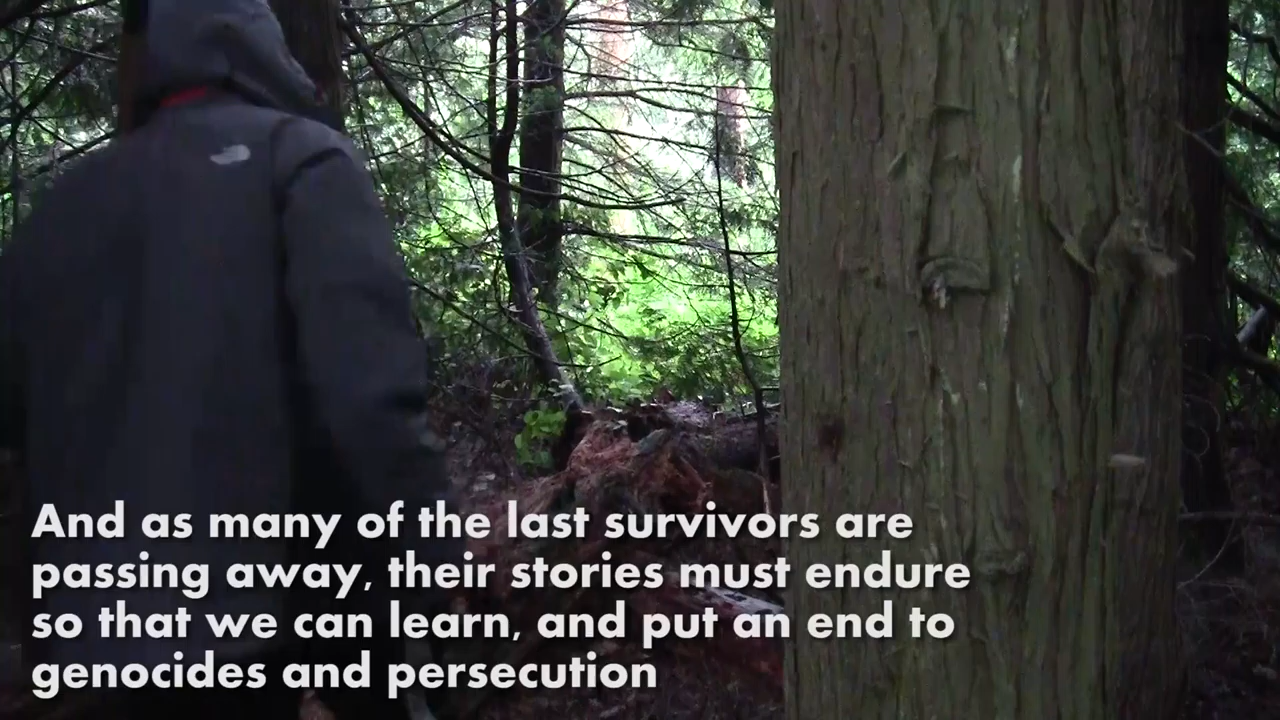 And as many of the last survivors are
passing away, their stories must endure
so that we can learn, and put an end to
genocides and persecution